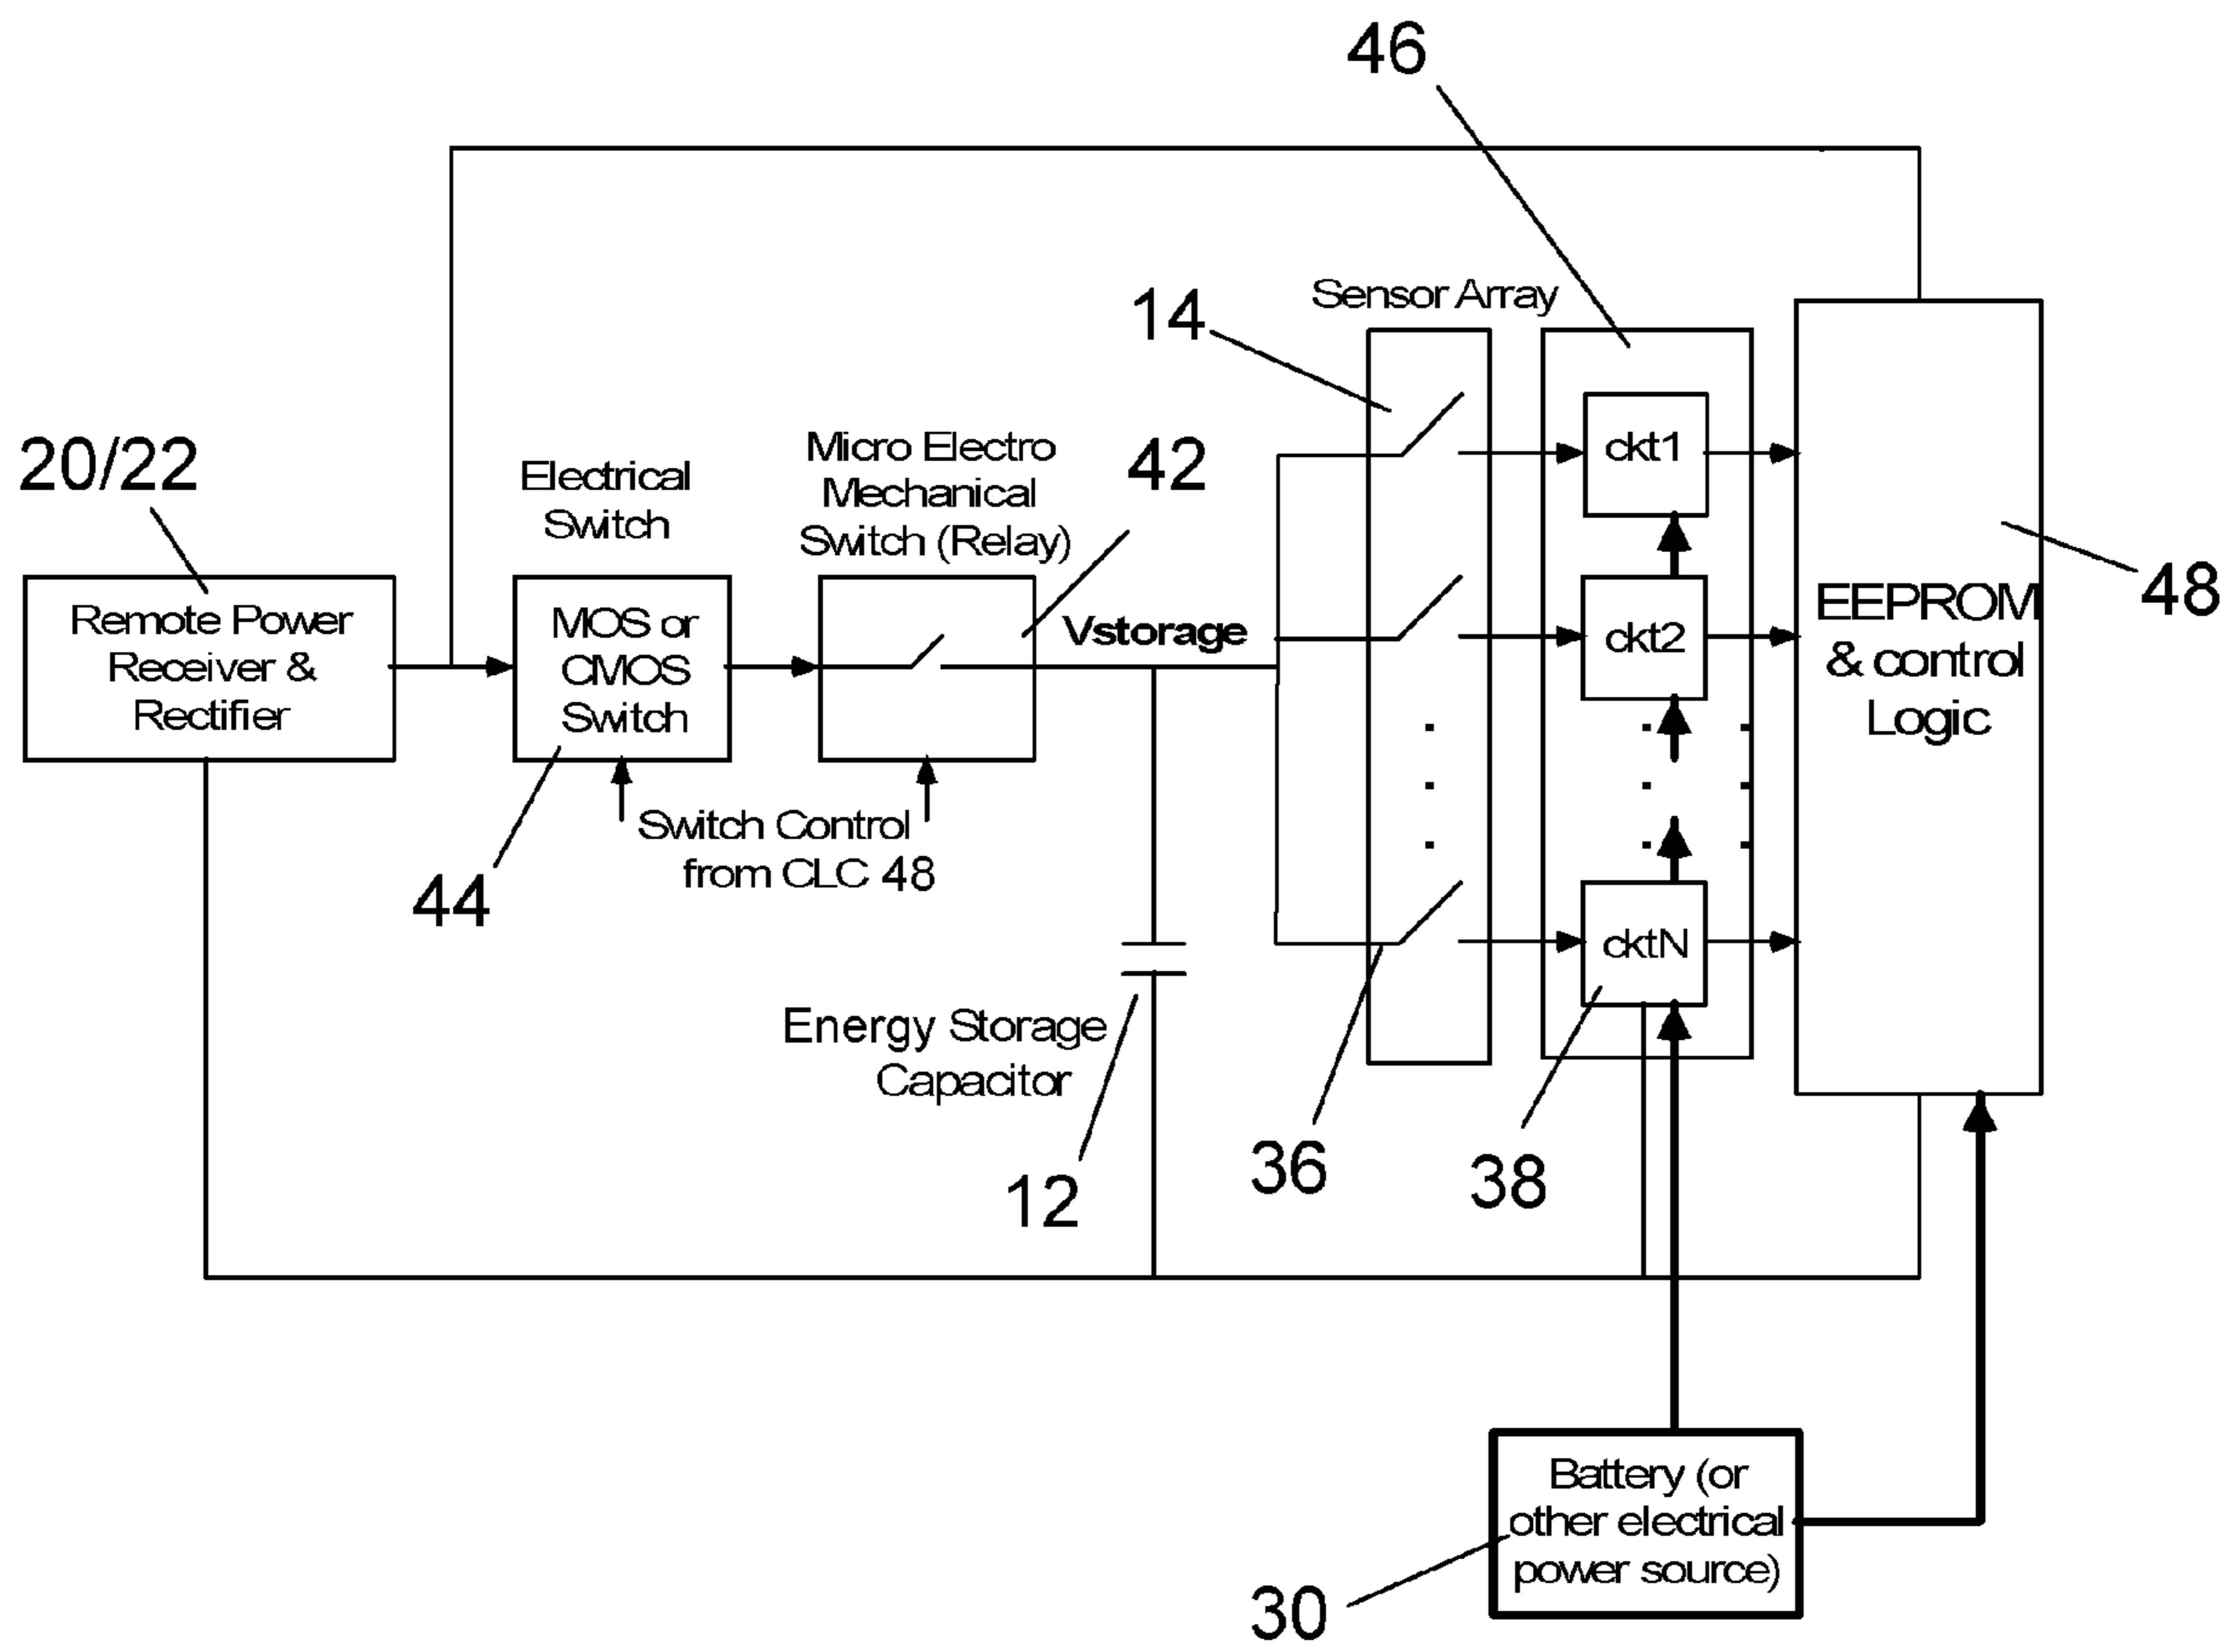 46
Sensor Array
14
20/22
Electrical
Switch
Micro Electro
Mechanical
Switch (Relay)
42
ckt1
Remote Power
Receiver &
Rectifier
MOS or
CMOS
Switch
Vstorage
ckt2
EEPROM
& control
Logic
48
44
Switch Control
from CLC 48
cktN
Energy Storage
Capacitor
12
36
38
Battery (or
other electrical
power source)
30